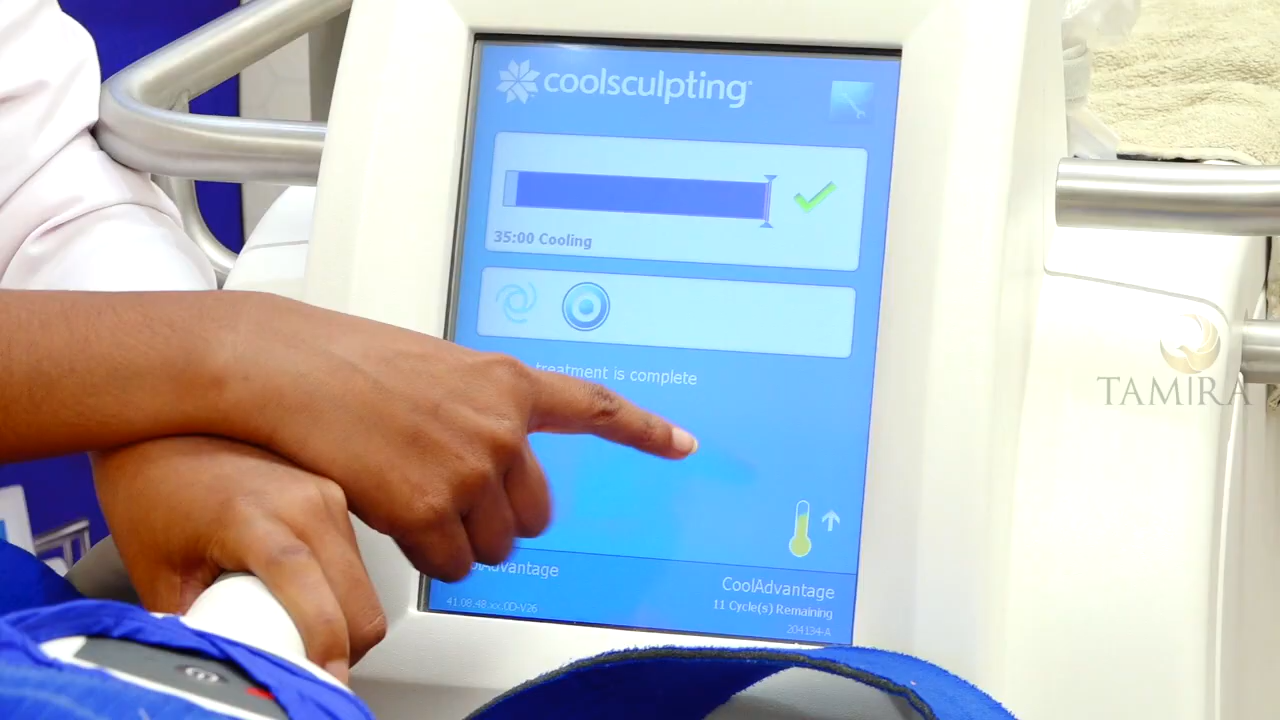 coolsculpting
35:00 Cooling
treatment is complete
CoolAdvantage
11 Cycle(s) Remaining
204134-A
TAMIRA